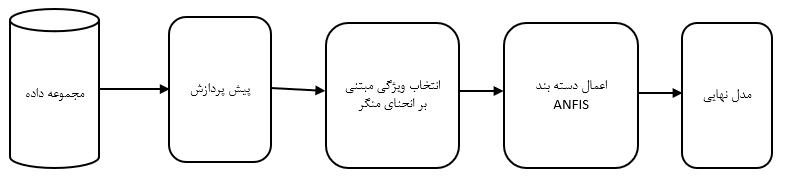 مجموعه داده
پیش پردازش
انتخاب ویژگی مبتنی
بر انحنای منگر
اعمال دسته بند
ANFIS
مدل نهایی